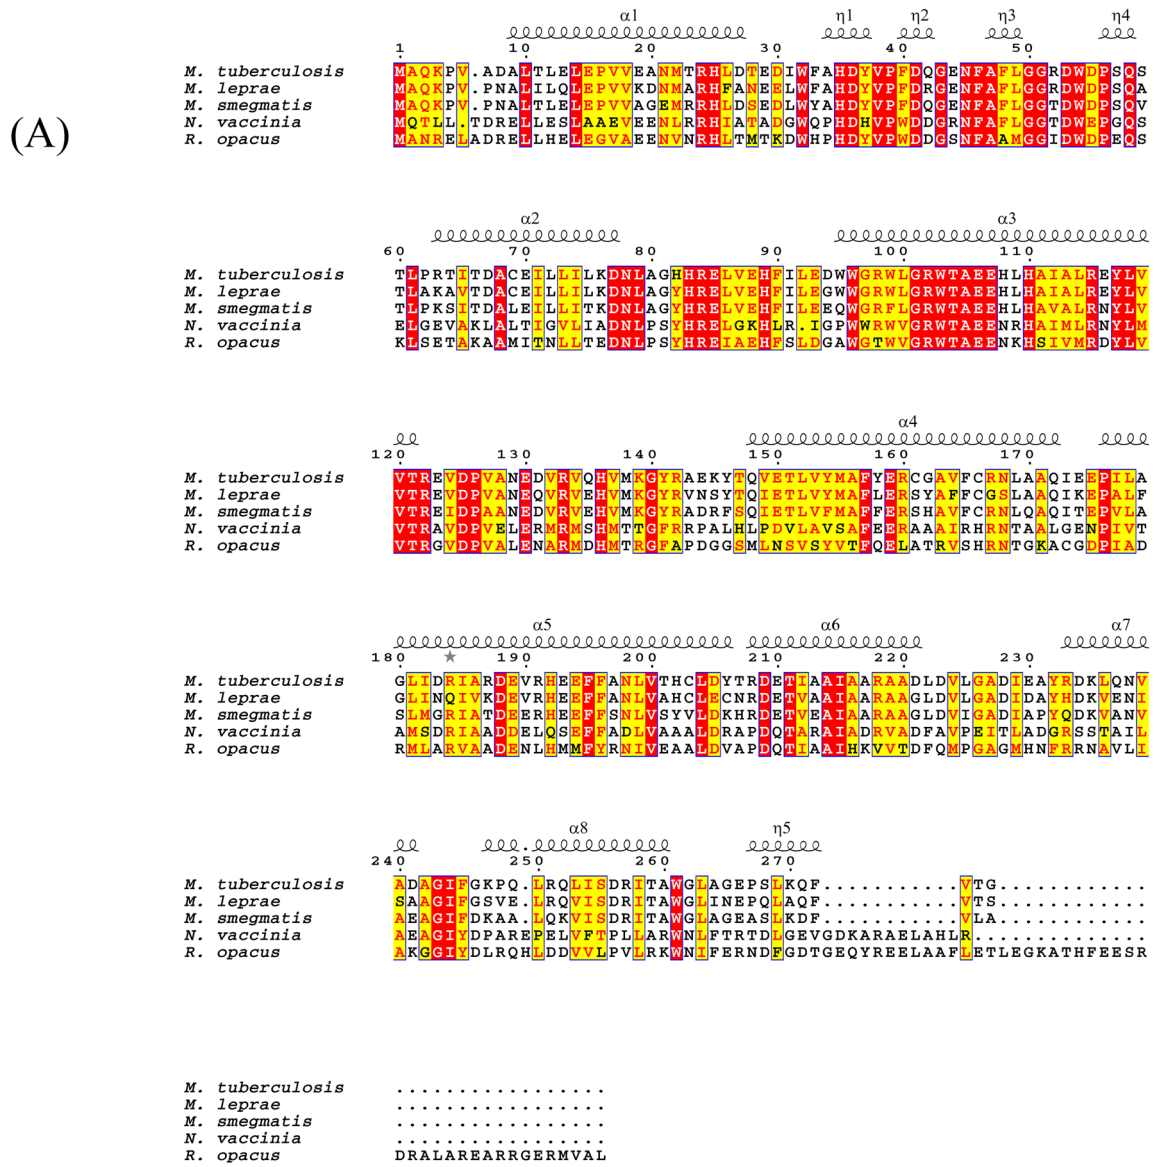 (A)
α1 η1 η2 η3 η4
1 10 20 30 40 50
M. tuberculosis MAQKPV.ADALTLELEPVVEANMTRHLDTEDIWFAHDYVPFDQGENFAFLGGRDWDPSQS
M. leprae MAQKPV.PNALILQLEPVVKDNMARHFANEELWFAHDYVPFDRGENFAFLGGRDWDPSQA
M. smegmatis MAQKPV.PNALTLELEPVVAGEMRRHLDSEDLWYAHDYVPFDQGENFAFLGGTDWDPSQV
N. vaccinia MQTLL.TDRELLESLAAEVEENLRRHIATADGWQPHDHVPWDDGRNFAFLGGTDWEPGQS
R. opacus MANRELADRELLHELEGVAEENVNRHLTMTKDWHPHDYVPWDDGSNFAAMGGIDWDPEQS
α2 α3
60 70 80 90 100 110
M. tuberculosis TLPRTITDACEILLILKDNLAGHHRELVEHFILEDWWGRWLGRWTAEEHLHAIALREYLV
M. leprae TLAKAVTDACEILLILKDNLAGYHRELVEHFILEGWWGRWLGRWTAEEHLHAIALREYLV
M. smegmatis TLPKSITDALEILLITKDNLAGYHRELVEHFILEEQWGRFLGRWTAEEHLHAVALRNYLV
N. vaccinia ELGEVAKLALTIGVLIADNLPSYHRELGKHLR.IGPWWRWVGRWTAEENRHAIMLRNYLM
R. opacus KLSETAKAAMITNLLTEDNLPSYHREIAEHFSLDGAWGTWVGRWTAEENKHSIVMRDYLV
α4
120 130 140 150 160 170
M. tuberculosis VTREVDPVANEDVRVQHVMKGYRAEKYTQVETLVYMAFYERCGAVFCRNLAAQIEEPILA
M. leprae VTREVDPVANEQVRVEHVMKGYRVNSYTQIETLVYMAFLERSYAFFCGSLAAQIKEPALF
M. smegmatis VTREIDPAANEDVRVEHVMKGYRADRFSQIETLVFMAFFERSHAVFCRNLQAQITEPVLA
N. vaccinia VTRAVDPVELERMRMSHMTTGFRRPALHLPDVLAVSAFEERAAAIRHRNTAALGENPIVT
R. opacus VTRGVDPVALENARMDHMTRGFAPDGGSMLNSVSYVTFQELATRVSHRNTGKACGDPIAD
α5 α6 α7
180 190 200 210 220 230
M. tuberculosis GLIDRIARDEVRHEEFFANLVTHCLDYTRDETIAAIAARAADLDVLGADIEAYRDKLQNV
M. leprae GLINQIVKDEVRHEEFFANLVTHCLECNRDETVAAIAARAAGLDVIGADIDAYHDKVENI
M. smegmatis SLMGRIATDEERHEEFFSNLVSYVLDKHRDETVEAIAARAAGLDVIGADIAPYQDKVANV
N. vaccinia AMSDRIAADELQSEFFADLVAAALDRAPDQTARAIADRVADFAVPEITLADGRSSTAIL
R. opacus RMLARVAADENLHMMFYRNIVEAALDVAPDQTIAAIHKVVTDFQMPGAGMHNFRRNAVLI
α8 η5
240 .250 260 270
M. tuberculosis ADAGIFGKPQ.LRQLISDRITAWGLAGEPSLKQF...........VTG............
M. leprae SAAGIFGSVE.LRQVISDRITAWGLINEPQLAQF...........VTS............
M. smegmatis AEAGIFDKAA.LQKVISDRITAWGLAGEASLKDF...........VLA............
N. vaccinia AEAGIYDPAREPELVFTPLLARWNLFTRTDLGEVGDKARAELAHLR..............
R. opacus AKGGIYDLRQHLDDVVLPVLRKWNIFERNDFGDTGEQYREELAAFLETLEGKATHFEESR
M. tuberculosis .................
M. leprae .................
M. smegmatis .................
N. vaccinia .................
R. opacus DRALAREARRGERMVAL